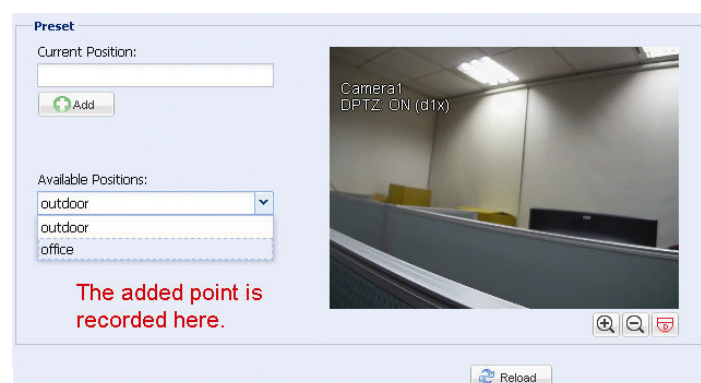 Preset
Current Position:
Add
Camera1
DPTZ: ON (d1x)
Available Positions:
outdoor
outdoor
office
The added point is
recorded here.
Reload